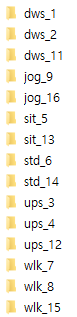 dws_1
dws_2
dws_11
jog_9
jog_16
sit_5
sit_13
std_6
std_14
ups_3
ups_4
ups_12
wlk_7
wlk_8
wlk_15